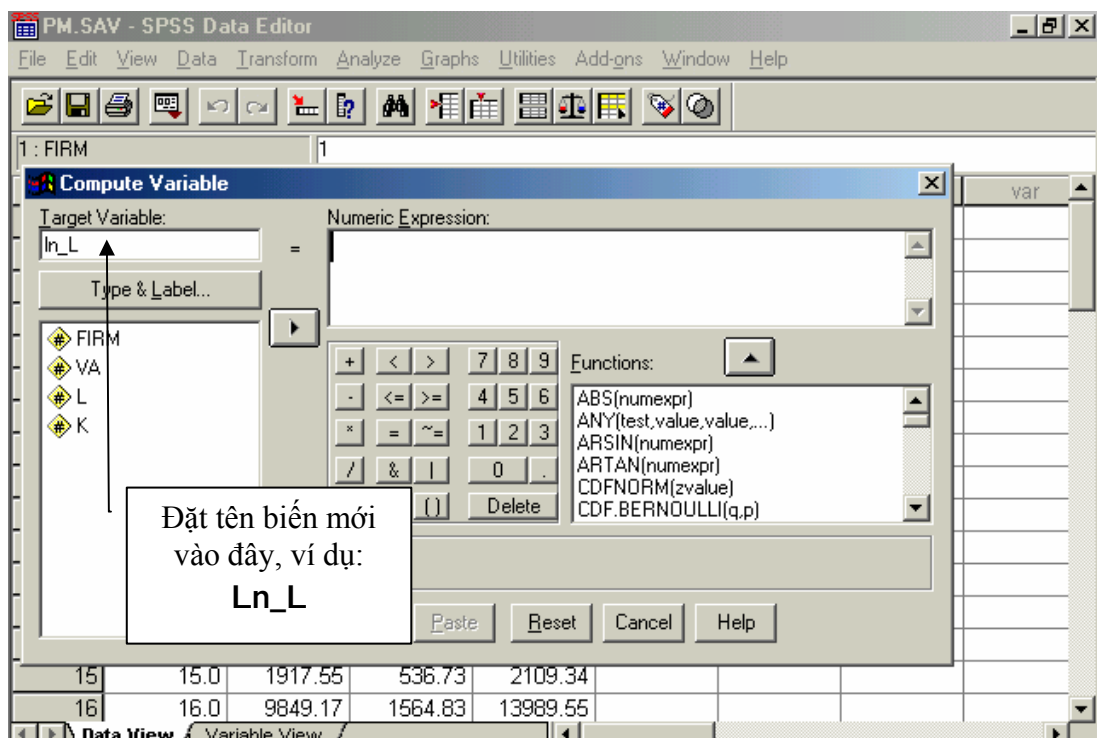 PM.SAV - SPSS Data Editor
File Edit View Data Transform Analyze Graphs Utilities Add-ons Window Help
1 : FIRM 1
Compute Variable
var
Target Variable: Numeric Expression:
ln_L =
Type & Label...
FIRM
VA
L
K
+ < > 7 8 9
- <= >= 4 5 6
* = ~= 1 2 3
/ & | 0 .
() Delete
Functions:
ABS(numexpr)
ANY(test,value,value,...)
ARSIN(numexpr)
ARTAN(numexpr)
CDFNORM(zvalue)
CDF.BERNOULLI(q,p)
Đặt tên biến mới
vào đây, ví dụ:
Ln_L
Paste Reset Cancel Help
15 15.0 1917.55 536.73 2109.34
16 16.0 9849.17 1564.83 13989.55
Data View Variable View